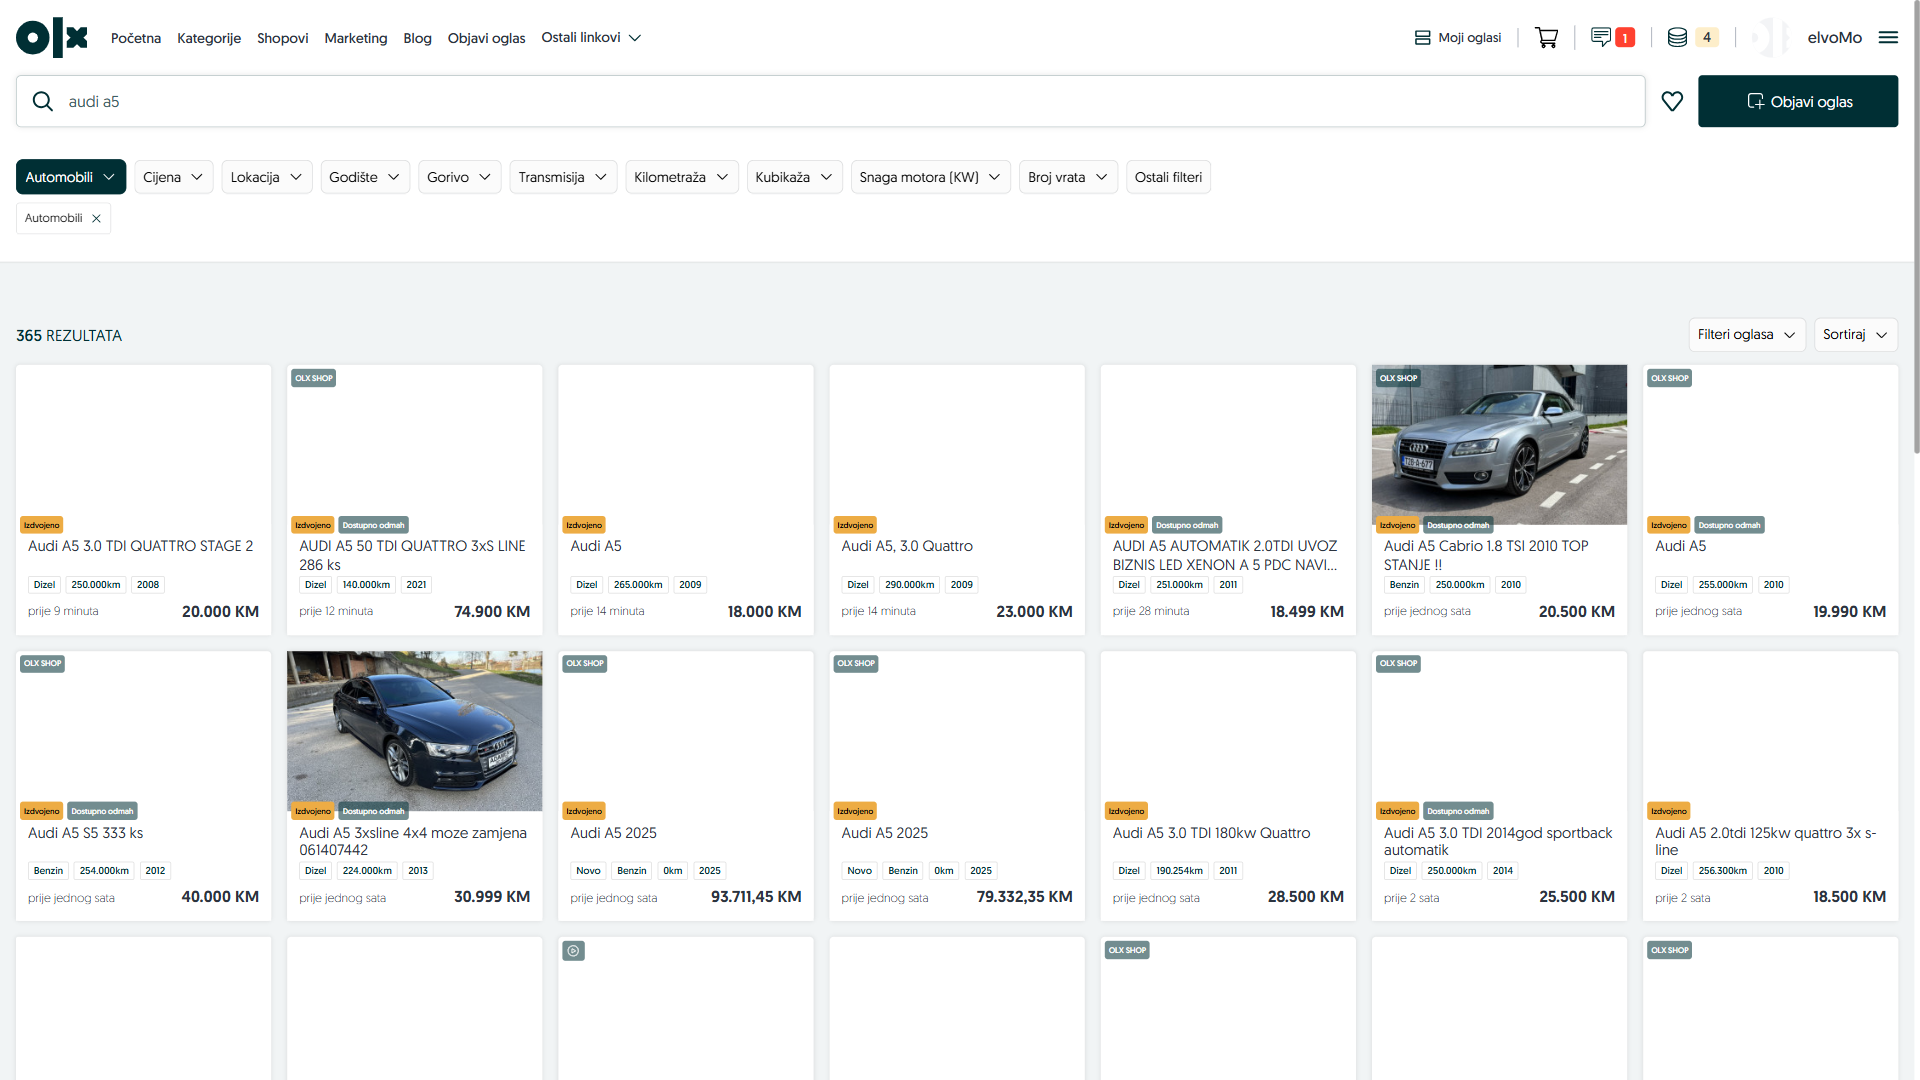 olx
Početna
Kategorije
Shopovi
Marketing
Blog
Objavi oglas
Ostali linkovi
Moji oglasi
1
4
elvoMo
audi a5
Objavi oglas
Automobili
Cijena
Lokacija
Godište
Gorivo
Transmisija
Kilometraža
Kubikaža
Snaga motora (KW)
Broj vrata
Ostali filteri
Automobili
365 REZULTATA
Filteri oglasa
Sortiraj
Izdvojeno
Audi A5 3.0 TDI QUATTRO STAGE 2
Dizel 250.000km 2008
prije 9 minuta 20.000 KM
OLX SHOP
Izdvojeno Dostupno odmah
AUDI A5 50 TDI QUATTRO 3xS LINE
286 ks
Dizel 140.000km 2021
prije 12 minuta 74.900 KM
Izdvojeno
Audi A5
Dizel 265.000km 2009
prije 14 minuta 18.000 KM
Izdvojeno
Audi A5, 3.0 Quattro
Dizel 290.000km 2009
prije 14 minuta 23.000 KM
Izdvojeno Dostupno odmah
AUDI A5 AUTOMATIK 2.0TDI UVOZ
BIZNIS LED XENON A 5 PDC NAVI...
Dizel 251.000km 2011
prije 28 minuta 18.499 KM
OLX SHOP
Izdvojeno Dostupno odmah
Audi A5 Cabrio 1.8 TSI 2010 TOP
STANJE !!
Benzin 250.000km 2010
prije jednog sata 20.500 KM
OLX SHOP
Izdvojeno Dostupno odmah
Audi A5
Dizel 255.000km 2010
prije jednog sata 19.990 KM
OLX SHOP
Izdvojeno Dostupno odmah
Audi A5 S5 333 ks
Benzin 254.000km 2012
prije jednog sata 40.000 KM
Izdvojeno Dostupno odmah
Audi A5 3xsline 4x4 moze zamjena
061407442
Dizel 224.000km 2013
prije jednog sata 30.999 KM
OLX SHOP
Izdvojeno
Audi A5 2025
Novo Benzin 0km 2025
prije jednog sata 93.711,45 KM
OLX SHOP
Izdvojeno
Audi A5 2025
Novo Benzin 0km 2025
prije jednog sata 79.332,35 KM
Izdvojeno
Audi A5 3.0 TDI 180kw Quattro
Dizel 190.254km 2011
prije jednog sata 28.500 KM
OLX SHOP
Izdvojeno Dostupno odmah
Audi A5 3.0 TDI 2014god sportback
automatik
Dizel 250.000km 2014
prije 2 sata 25.500 KM
Izdvojeno
Audi A5 2.0tdi 125kw quattro 3x s-
line
Dizel 256.300km 2010
prije 2 sata 18.500 KM
OLX SHOP
OLX SHOP